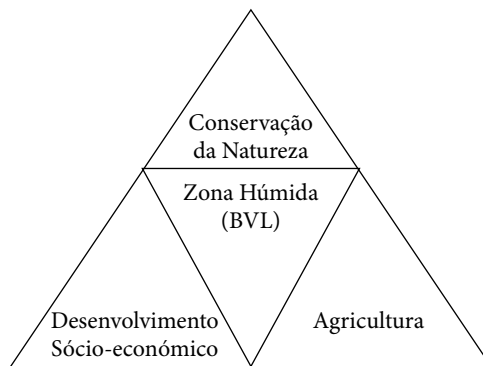 Conservação
da Natureza
Zona Húmida
(BVL)
Desenvolvimento
Sócio-económico
Agricultura